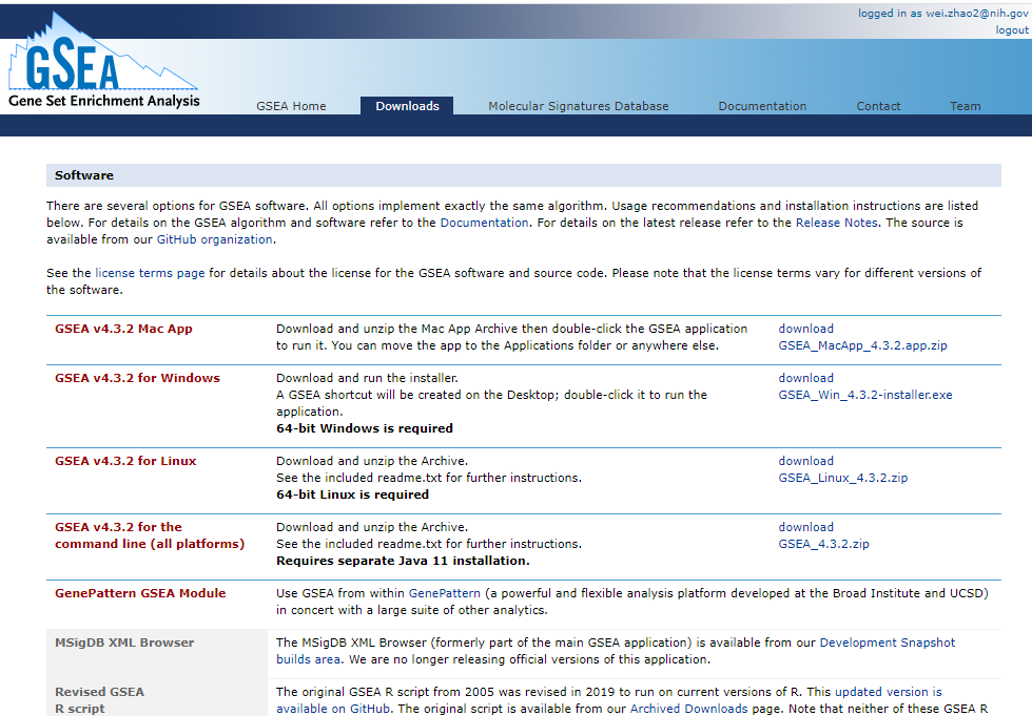 logged in as wei.zhao2@nih.gov
logout
GSEA
Gene Set Enrichment Analysis
GSEA Home Downloads Molecular Signatures Database Documentation Contact Team
Software
There are several options for GSEA software. All options implement exactly the same algorithm. Usage recommendations and installation instructions are listed
below. For details on the GSEA algorithm and software refer to the Documentation. For details on the latest release refer to the Release Notes. The source is
available from our GitHub organization.
See the license terms page for details about the license for the GSEA software and source code. Please note that the license terms vary for different versions of
the software.
GSEA v4.3.2 Mac App Download and unzip the Mac App Archive then double-click the GSEA application download
to run it. You can move the app to the Applications folder or anywhere else. GSEA_MacApp_4.3.2.app.zip
GSEA v4.3.2 for Windows Download and run the installer. download
A GSEA shortcut will be created on the Desktop; double-click it to run the GSEA_Win_4.3.2-installer.exe
application.
64-bit Windows is required
GSEA v4.3.2 for Linux Download and unzip the Archive. download
See the included readme.txt for further instructions. GSEA_Linux_4.3.2.zip
64-bit Linux is required
GSEA v4.3.2 for the Download and unzip the Archive. download
command line (all platforms) See the included readme.txt for further instructions. GSEA_4.3.2.zip
Requires separate Java 11 installation.
GenePattern GSEA Module Use GSEA from within GenePattern (a powerful and flexible analysis platform developed at the Broad Institute and UCSD)
in concert with a large suite of other analytics.
MSigDB XML Browser The MSigDB XML Browser (formerly part of the main GSEA application) is available from our Development Snapshot
builds area. We are no longer releasing official versions of this application.
Revised GSEA The original GSEA R script from 2005 was revised in 2019 to run on current versions of R. This updated version is
R script available on GitHub. The original script is available from our Archived Downloads page. Note that neither of these GSEA R